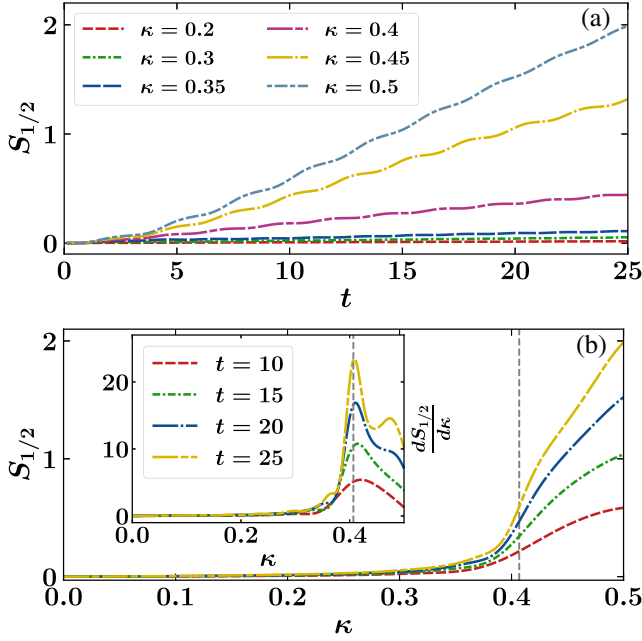 (a)
2
1
0
S_{1/2}
κ = 0.2
κ = 0.3
κ = 0.35
κ = 0.4
κ = 0.45
κ = 0.5
0 5 10 15 20 25
t
(b)
2
1
0
S_{1/2}
t = 10
t = 15
t = 20
t = 25
20
10
0
dS_{1/2}
dκ
0.0 0.2 0.4
κ
0.0 0.1 0.2 0.3 0.4 0.5
κ